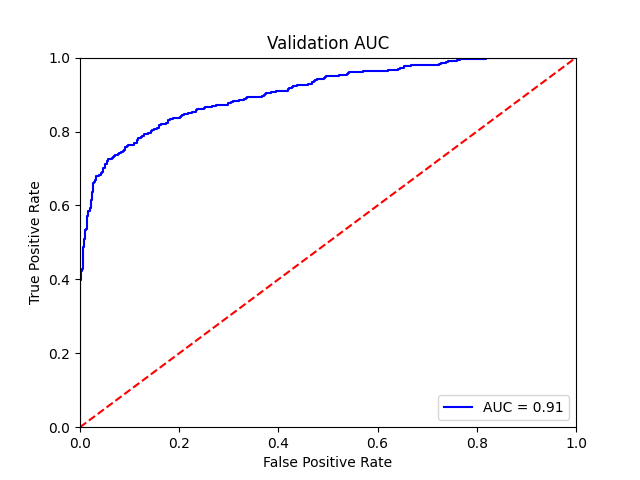 Validation AUC
1.0
0.8
0.6
0.4
0.2
0.0
True Positive Rate
0.0 0.2 0.4 0.6 0.8 1.0
False Positive Rate
AUC = 0.91